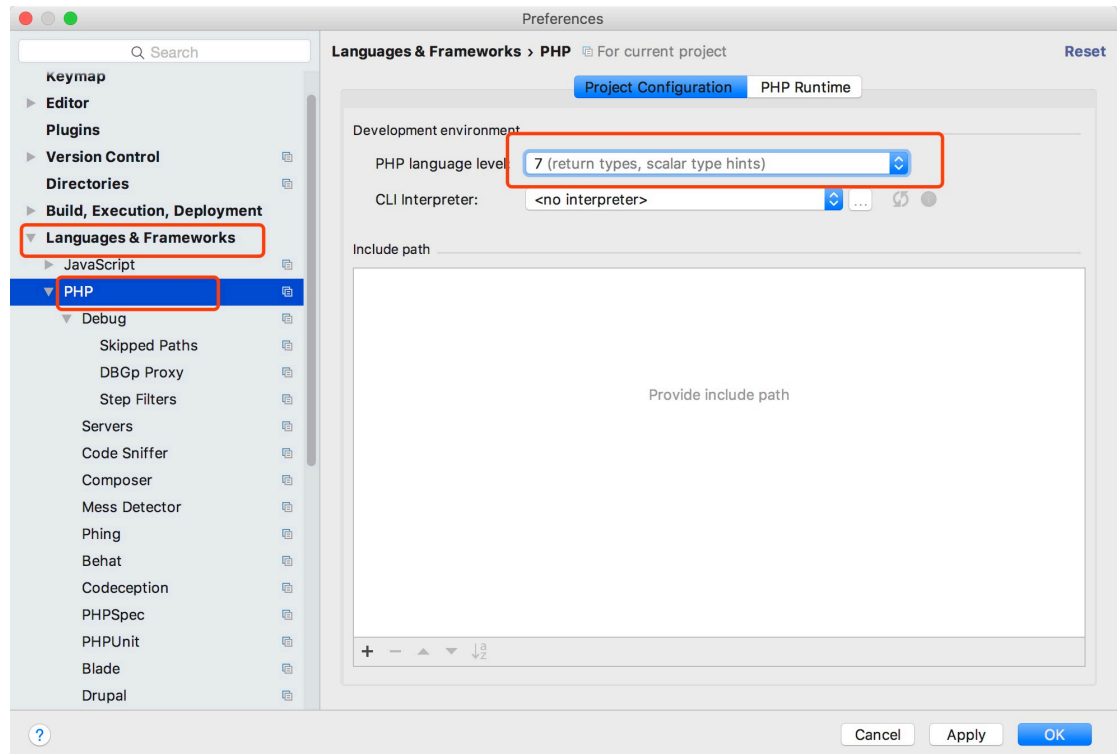 Preferences
Search
Languages & Frameworks › PHP For current project Reset
Keymap
Editor
Plugins
Version Control
Directories
Build, Execution, Deployment
Languages & Frameworks
JavaScript
PHP
Debug
Skipped Paths
DBGp Proxy
Step Filters
Servers
Code Sniffer
Composer
Mess Detector
Phing
Behat
Codeception
PHPSpec
PHPUnit
Blade
Drupal
Project Configuration PHP Runtime
Development environment
PHP language level: 7 (return types, scalar type hints)
CLI Interpreter: <no interpreter> ...
Include path
Provide include path
+ − a z
? Cancel Apply OK